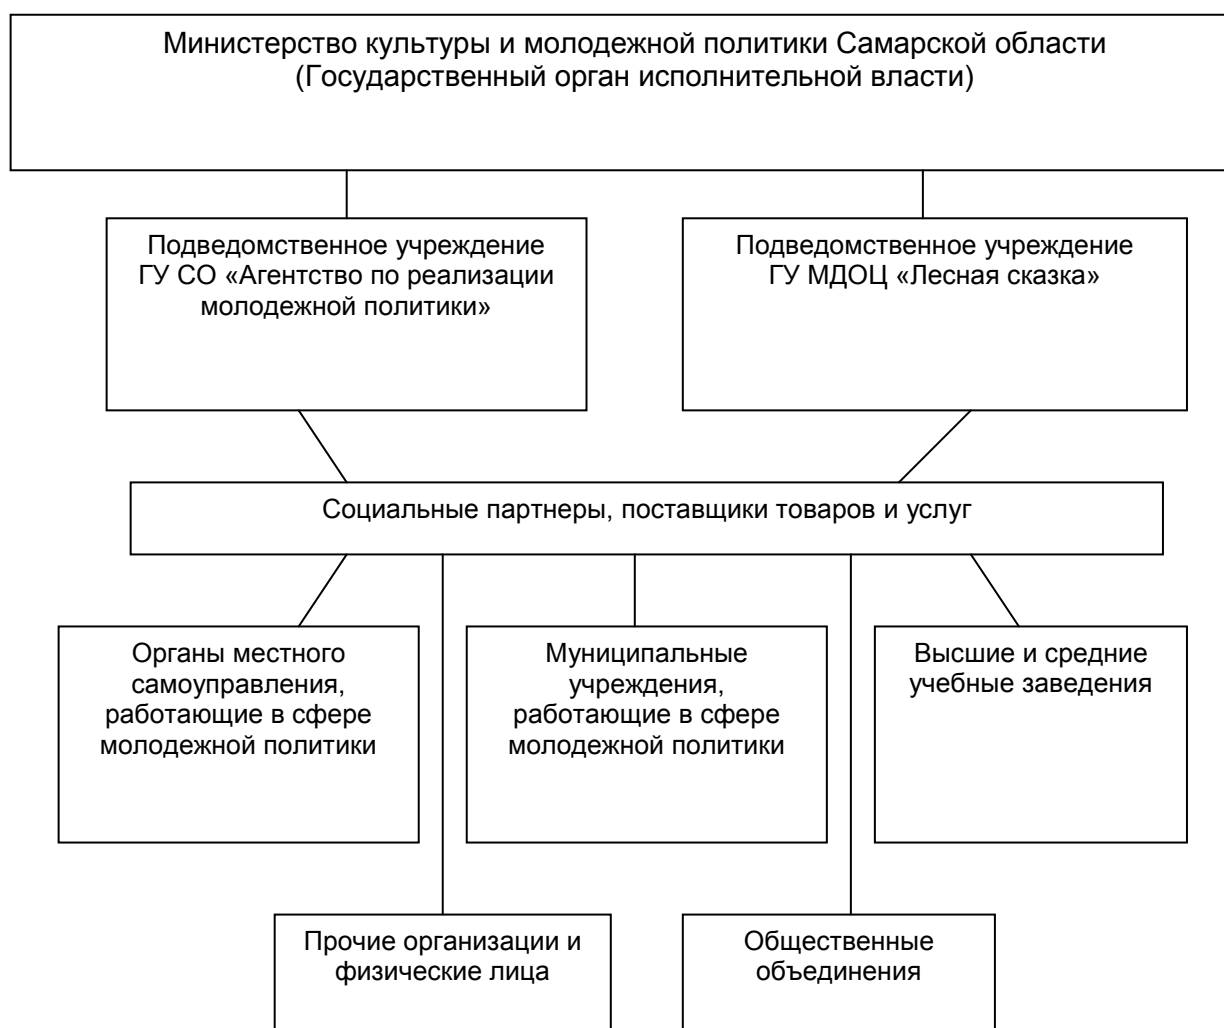 Министерство культуры и молодежной политики Самарской области
(Государственный орган исполнительной власти)
Подведомственное учреждение
ГУ СО «Агентство по реализации
молодежной политики»
Подведомственное учреждение
ГУ МДОЦ «Лесная сказка»
Социальные партнеры, поставщики товаров и услуг
Органы местного
самоуправления,
работающие в сфере
молодежной политики
Муниципальные
учреждения,
работающие в сфере
молодежной политики
Высшие и средние
учебные заведения
Прочие организации и
физические лица
Общественные
объединения